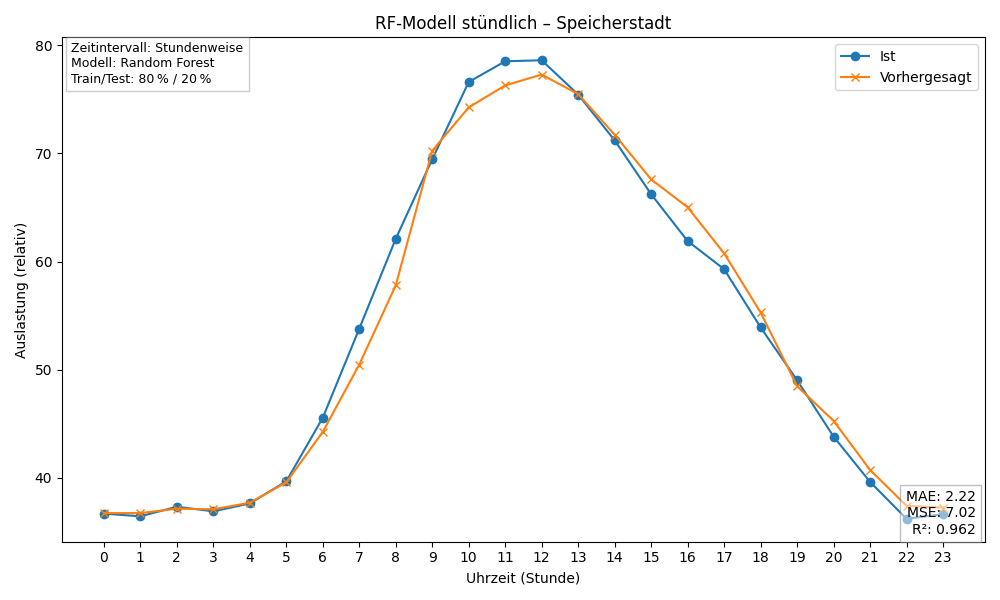 RF-Modell stündlich – Speicherstadt
Zeitintervall: Stundenweise
Modell: Random Forest
Train/Test: 80 % / 20 %
Ist
Vorhergesagt
Auslastung (relativ)
80
70
60
50
40
MAE: 2.22
MSE: 7.02
R²: 0.962
0 1 2 3 4 5 6 7 8 9 10 11 12 13 14 15 16 17 18 19 20 21 22 23
Uhrzeit (Stunde)